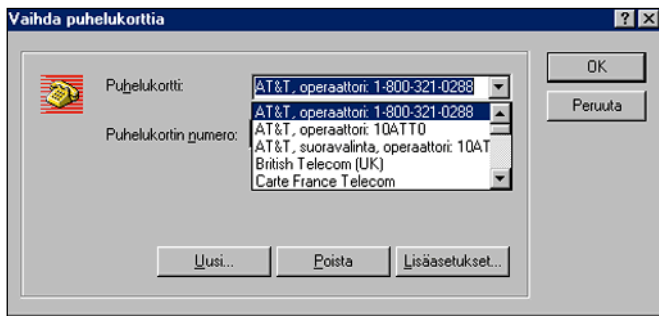 Vaihda puhelukorttia
Puhelukortti:
AT&T, operaattori: 1-800-321-0288
AT&T, operaattori: 1-800-321-0288
AT&T, operaattori: 10ATT0
Puhelukortin numero:
AT&T, suoravalinta, operaattori: 10AT
British Telecom (UK)
Carte France Telecom
OK
Peruuta
Uusi...
Poista
Lisäasetukset...